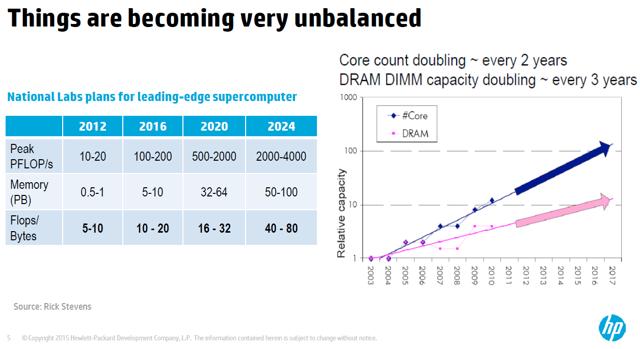 Things are becoming very unbalanced
Core count doubling ~ every 2 years
DRAM DIMM capacity doubling ~ every 3 years
National Labs plans for leading-edge supercomputer
2012 2016 2020 2024
Peak PFLOP/s 10-20 100-200 500-2000 2000-4000
Memory (PB) 0.5-1 5-10 32-64 50-100
Flops/ Bytes 5-10 10 - 20 16 - 32 40 - 80
1000
100
10
1
Relative capacity
#Core
DRAM
2003 2004 2005 2006 2007 2008 2009 2010 2011 2012 2013 2014 2015 2016 2017
Source: Rick Stevens
5 © Copyright 2015 Hewlett-Packard Development Company, L.P. The information contained herein is subject to change without notice.
hp